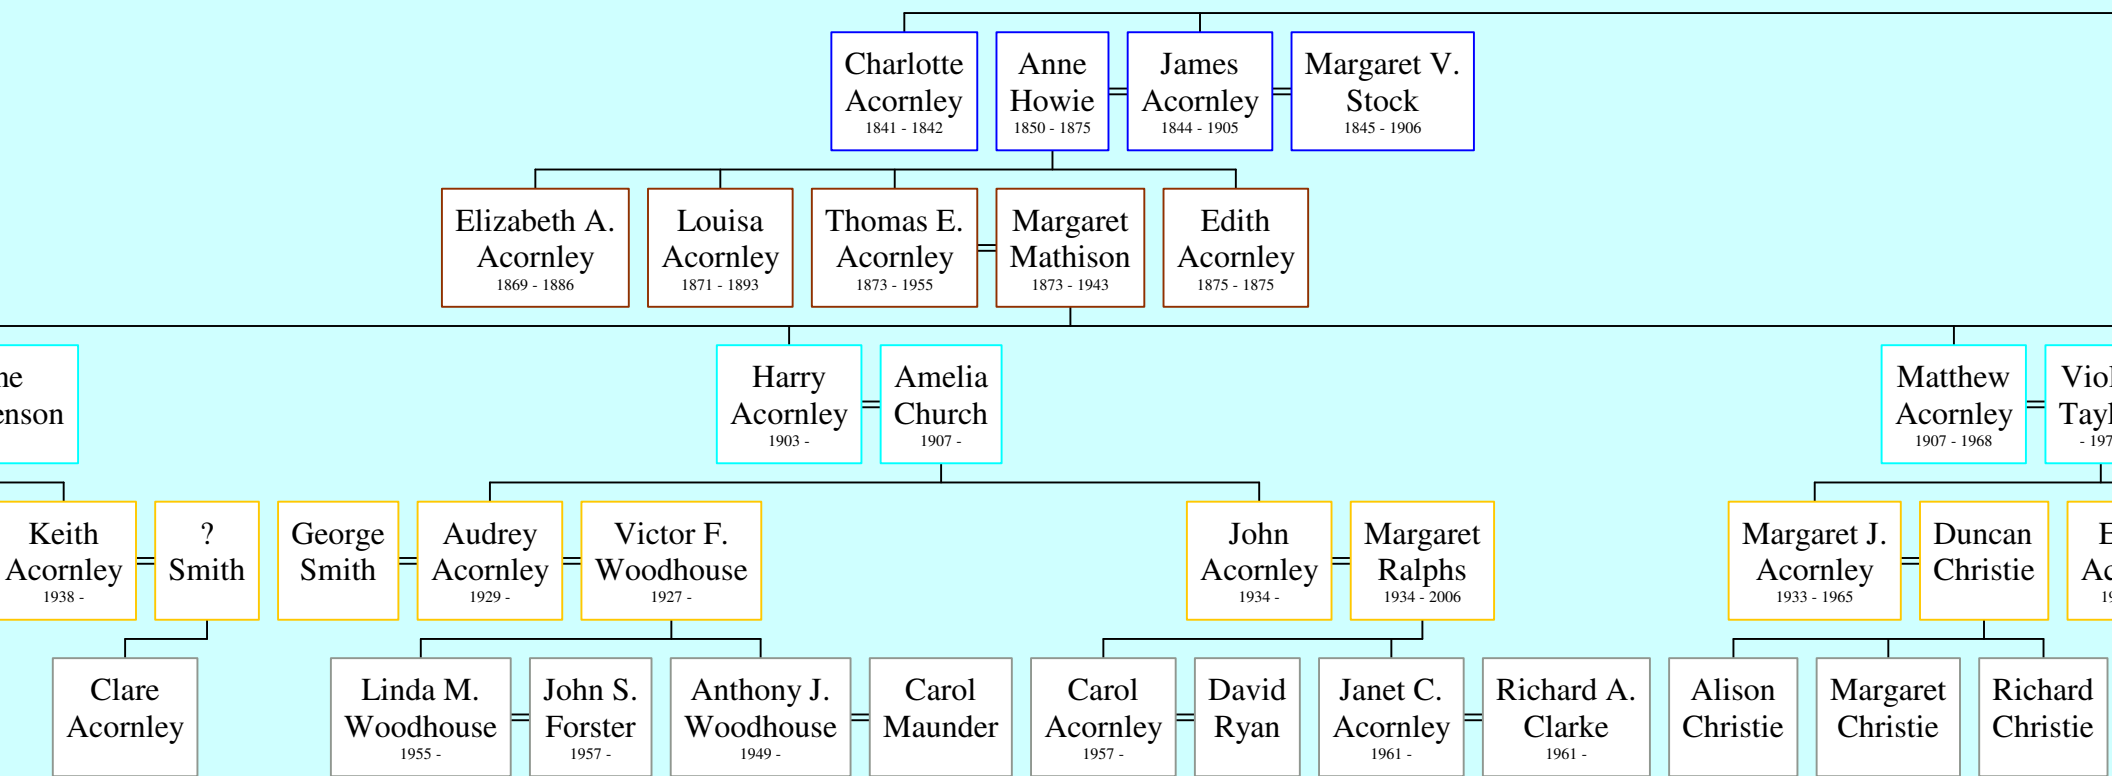 Charlotte
Acornley
1841 - 1842
Anne
Howie
1850 - 1875
James
Acornley
1844 - 1905
Margaret V.
Stock
1845 - 1906
Elizabeth A.
Acornley
1869 - 1886
Louisa
Acornley
1871 - 1893
Thomas E.
Acornley
1873 - 1955
Margaret
Mathison
1873 - 1943
Edith
Acornley
1875 - 1875
Harry
Acornley
1903 -
Amelia
Church
1907 -
Matthew
Acornley
1907 - 1968
Keith
Acornley
1938 -
?
Smith
George
Smith
Audrey
Acornley
1929 -
Victor F.
Woodhouse
1927 -
John
Acornley
1934 -
Margaret
Ralphs
1934 - 2006
Margaret J.
Acornley
1933 - 1965
Duncan
Christie
Clare
Acornley
Linda M.
Woodhouse
1955 -
John S.
Forster
1957 -
Anthony J.
Woodhouse
1949 -
Carol
Maunder
Carol
Acornley
1957 -
David
Ryan
Janet C.
Acornley
1961 -
Richard A.
Clarke
1961 -
Alison
Christie
Margaret
Christie
Richard
Christie